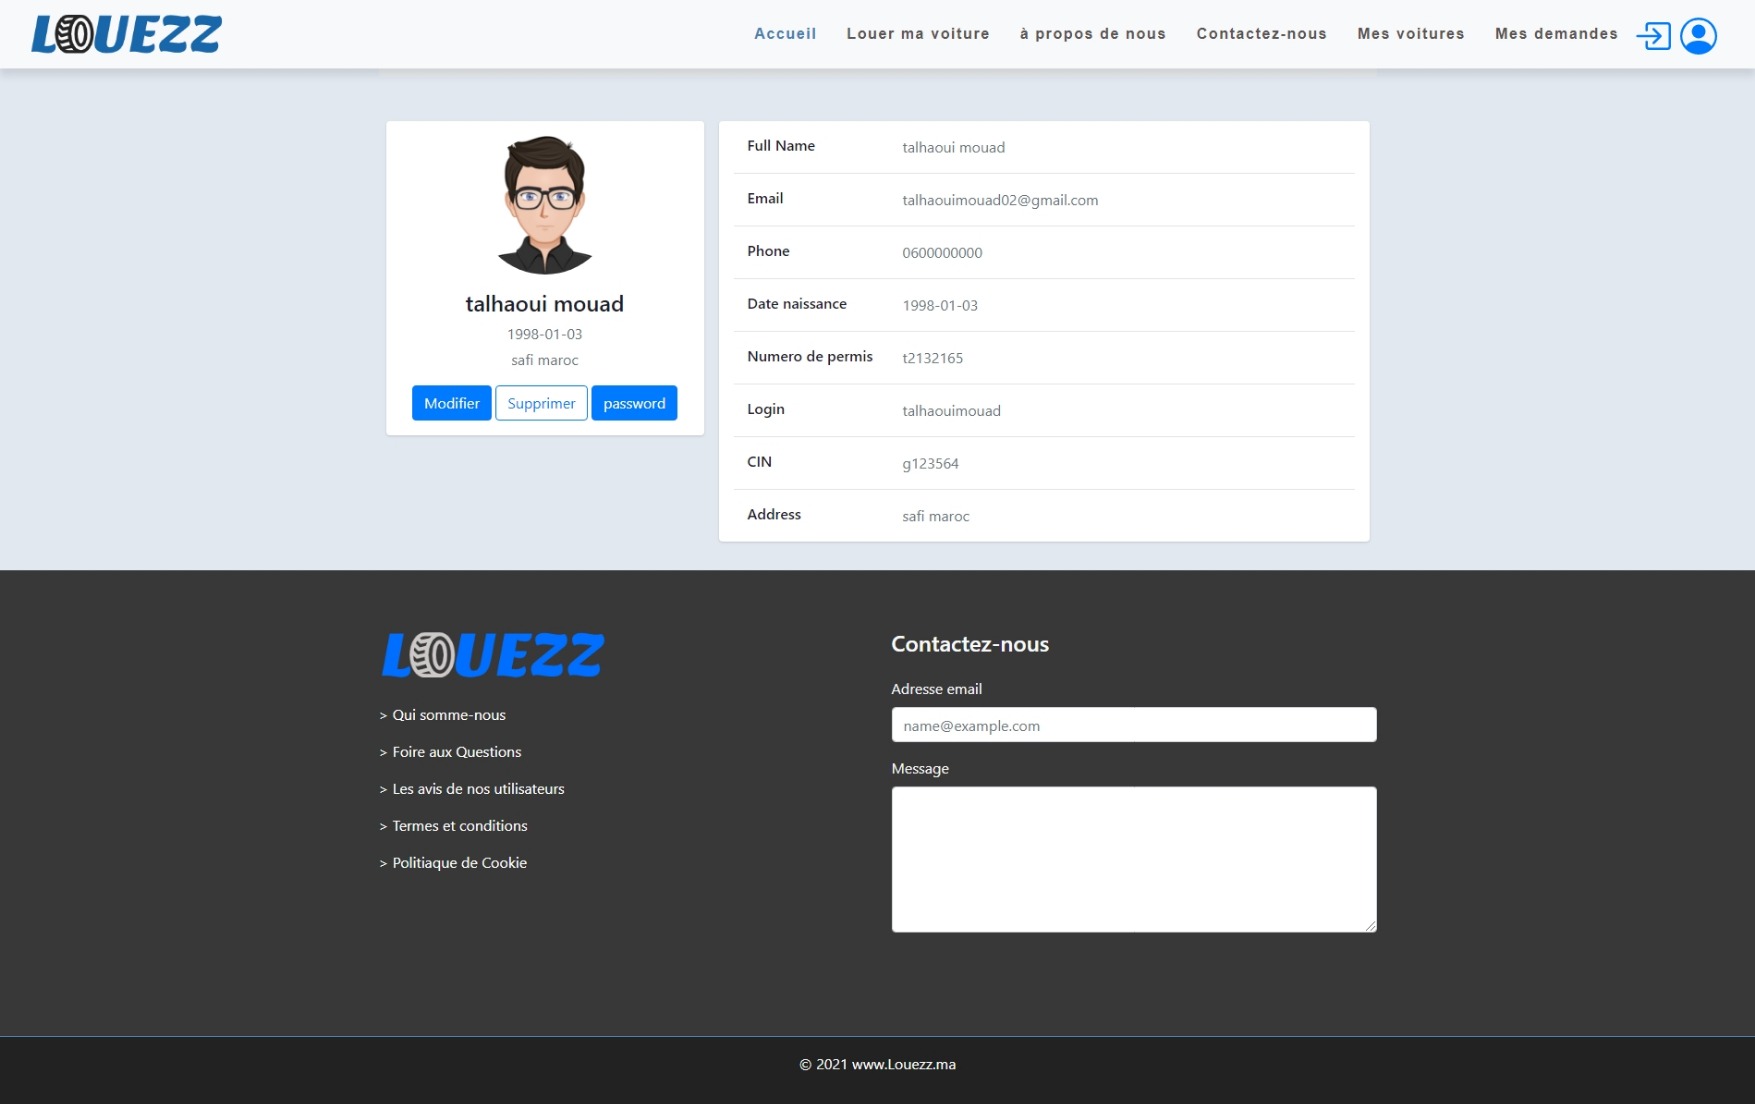 LOUEZZ
Accueil Louer ma voiture à propos de nous Contactez-nous Mes voitures Mes demandes
talhaoui mouad
1998-01-03
safi maroc
Modifier Supprimer password
Full Name talhaoui mouad
Email talhaouimouad02@gmail.com
Phone 0600000000
Date naissance 1998-01-03
Numero de permis t2132165
Login talhaouimouad
CIN g123564
Address safi maroc
LOUEZZ
> Qui somme-nous
> Foire aux Questions
> Les avis de nos utilisateurs
> Termes et conditions
> Politiaque de Cookie
Contactez-nous
Adresse email
name@example.com
Message
© 2021 www.Louezz.ma